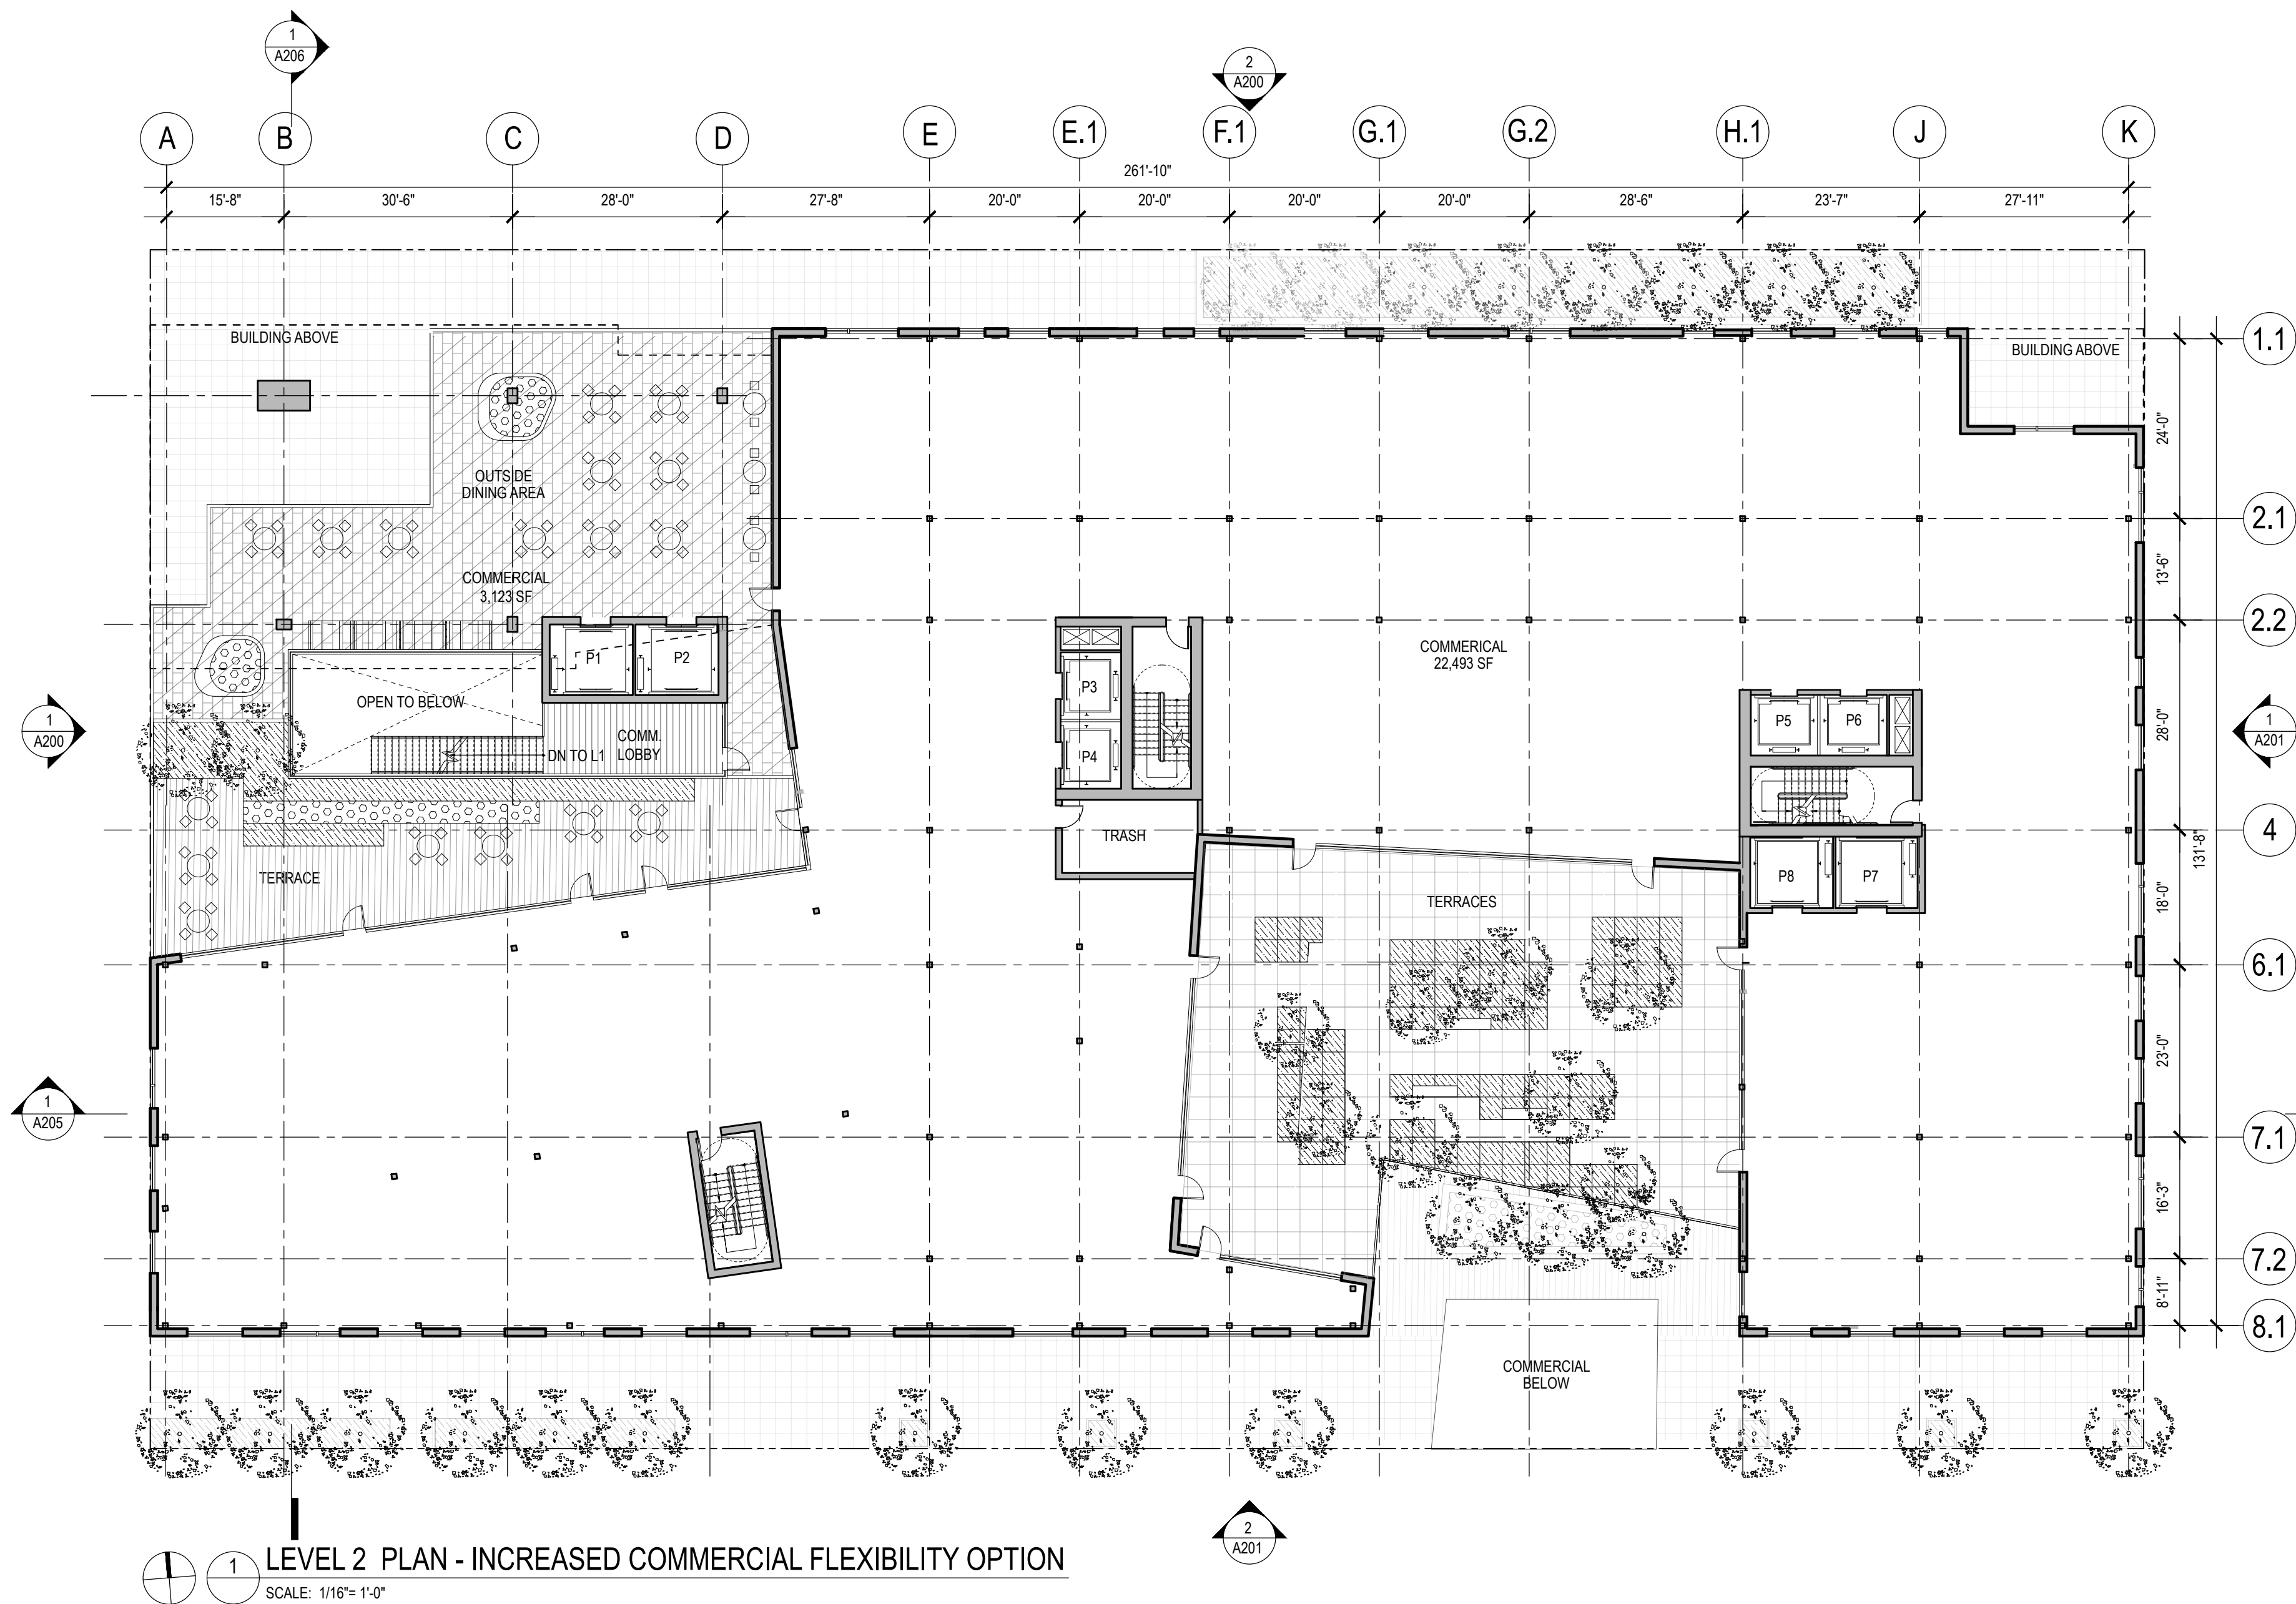 1
A206
2
A200
A
B
C
D
E
E.1
F.1
G.1
G.2
H.1
J
K
261'-10"
15'-8"
30'-6"
28'-0"
27'-8"
20'-0"
20'-0"
20'-0"
20'-0"
28'-6"
23'-7"
27'-11"
BUILDING ABOVE
BUILDING ABOVE
1.1
24'-0"
OUTSIDE
DINING AREA
2.1
13'-6"
COMMERCIAL
3,123 SF
2.2
COMMERICAL
22,493 SF
P1
P2
P3
P4
OPEN TO BELOW
COMM.
LOBBY
DN TO L1
P5
P6
28'-0"
1
A200
1
A201
TRASH
4
131'-8"
TERRACE
P8
P7
18'-0"
TERRACES
6.1
23'-0"
1
A205
7.1
16'-3"
7.2
8'-11"
8.1
COMMERCIAL
BELOW
2
A201
1
LEVEL 2 PLAN - INCREASED COMMERCIAL FLEXIBILITY OPTION
SCALE: 1/16"= 1'-0"